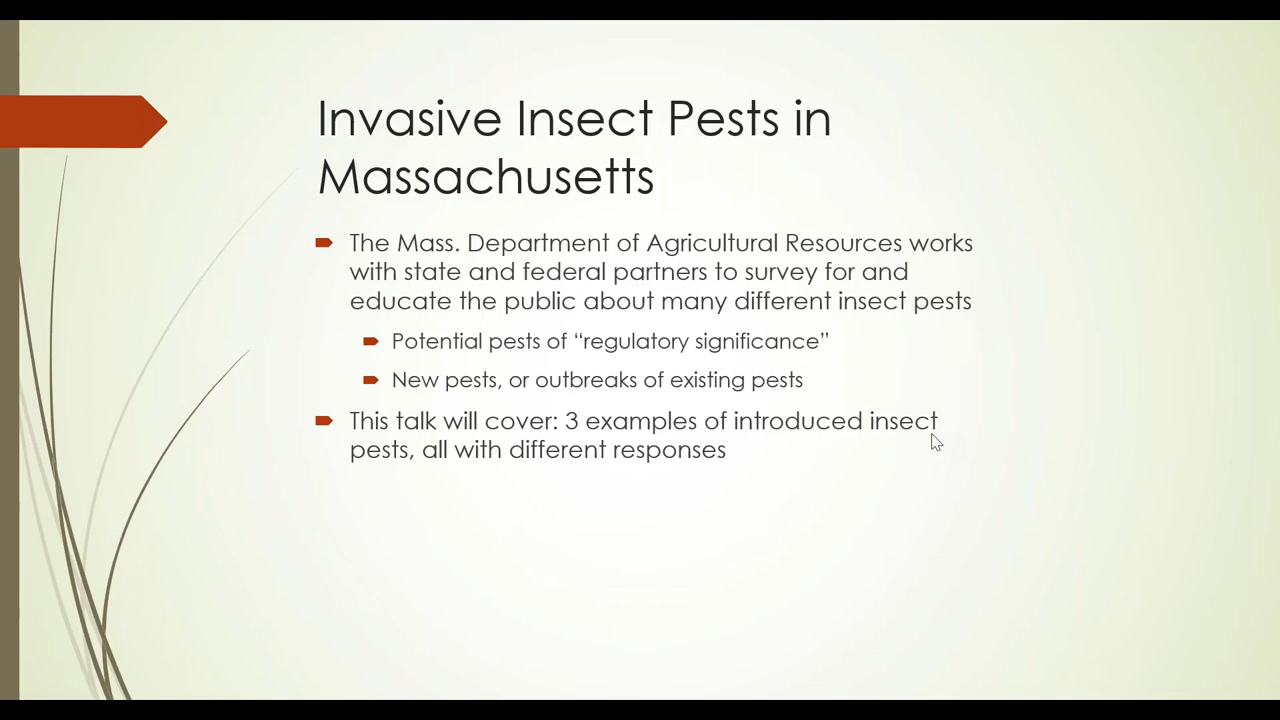 Invasive Insect Pests in
Massachusetts
The Mass. Department of Agricultural Resources works
with state and federal partners to survey for and
educate the public about many different insect pests
Potential pests of “regulatory significance”
New pests, or outbreaks of existing pests
This talk will cover: 3 examples of introduced insect
pests, all with different responses